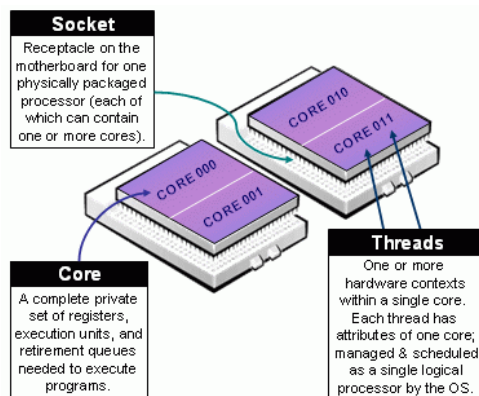 Socket
Receptacle on the
motherboard for one
physically packaged
processor (each of
which can contain
one or more cores).
CORE 010
CORE 011
CORE 000
CORE 001
Core
A complete private
set of registers,
execution units, and
retirement queues
needed to execute
programs.
Threads
One or more
hardware contexts
within a single core.
Each thread has
attributes of one core;
managed & scheduled
as a single logical
processor by the OS.